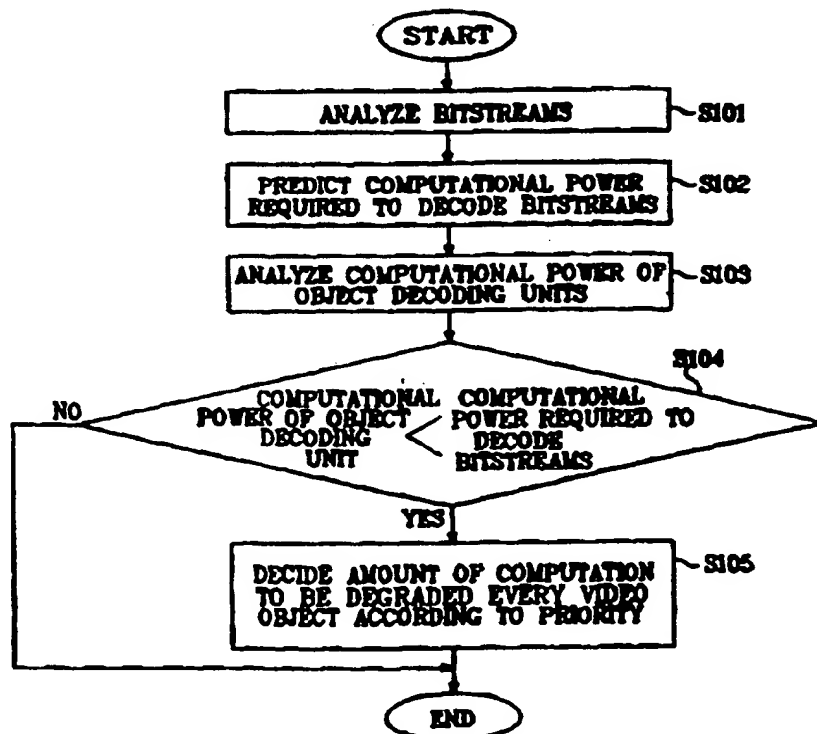 START
ANALYZE BITSTREAMS
S101
PREDICT COMPUTATIONAL POWER
REQUIRED TO DECODE BITSTREAMS
S102
ANALYZE COMPUTATIONAL POWER OF
OBJECT DECODING UNITS
S103
S104
NO
COMPUTATIONAL
POWER OF OBJECT
DECODING
UNIT
<
COMPUTATIONAL
POWER REQUIRED TO
DECODE
BITSTREAMS
YES
DECIDE AMOUNT OF COMPUTATION
TO BE DEGRADED EVERY VIDEO
OBJECT ACCORDING TO PRIORITY
S105
END